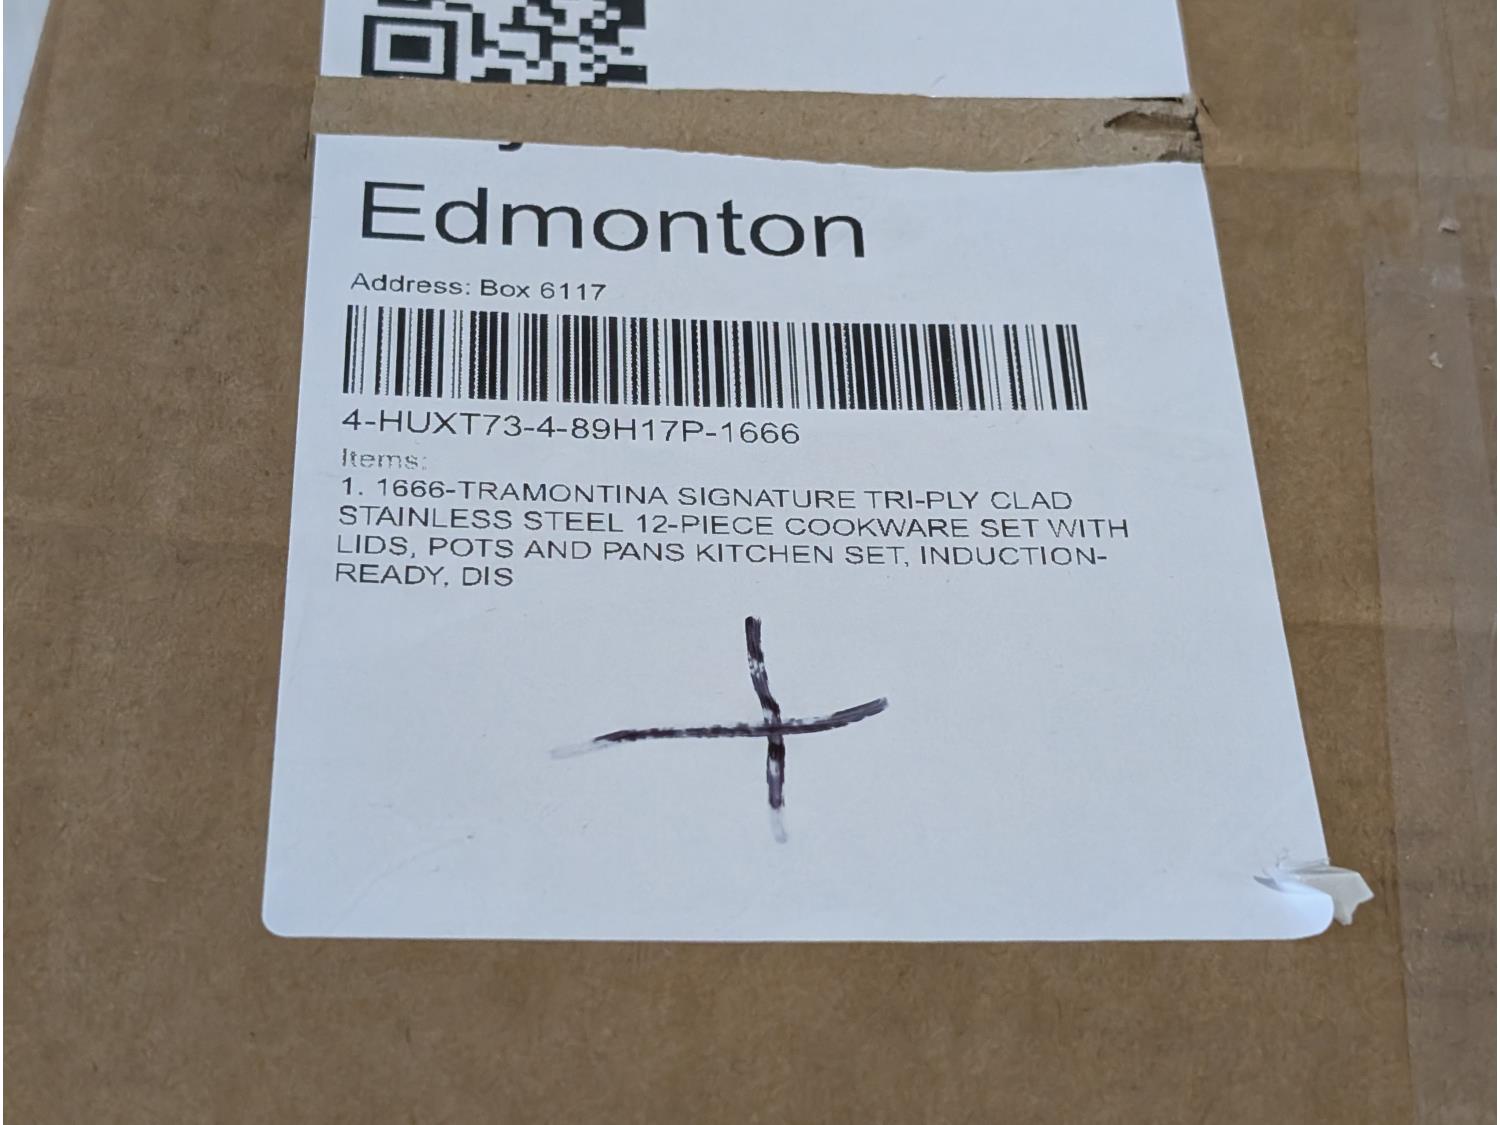 Edmonton
Address: Box 6117
4-HUXT73-4-89H17P-1666
Items:
1. 1666-TRAMONTINA SIGNATURE TRI-PLY CLAD
STAINLESS STEEL 12-PIECE COOKWARE SET WITH
LIDS, POTS AND PANS KITCHEN SET, INDUCTION-
READY, DIS